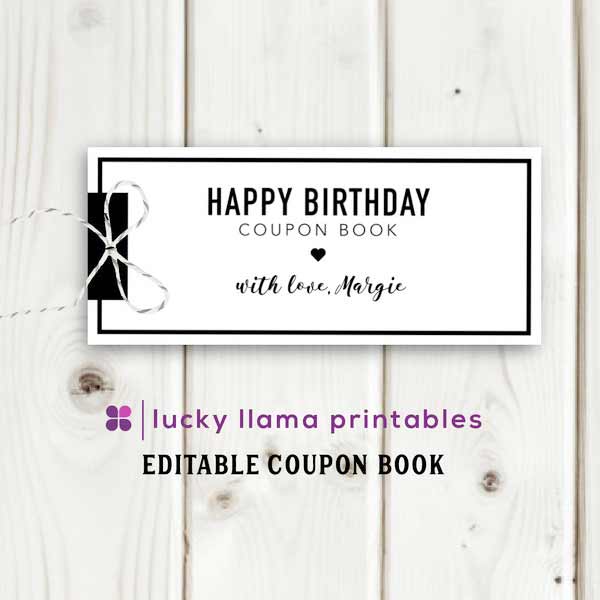 HAPPY BIRTHDAY
COUPON BOOK
with love, Margie
lucky llama printables
EDITABLE COUPON BOOK